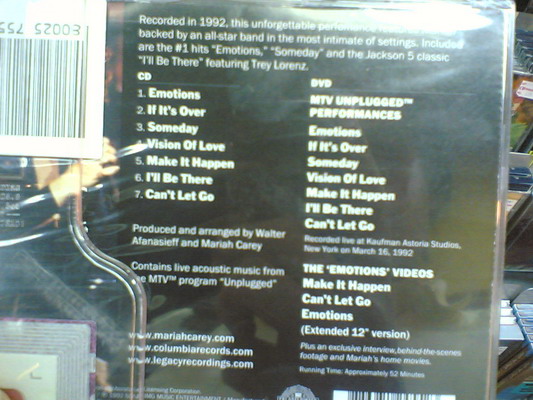 Recorded in 1992, this unforgettable
backed by an all-star band in the most intimate of settings. Included
are the #1 hits “Emotions,” “Someday” and the Jackson 5 classic
“I'll Be There” featuring Trey Lorenz.
CD
1. Emotions
2. If It's Over
3. Someday
Vision Of Love
5. Make It Happen
6. I'll Be There
7. Can't Let Go
Produced and arranged by Walter
Afanasieff and Mariah Carey
Contains live acoustic music from
the MTV™ program “Unplugged”
www.mariahcarey.com
www.columbiarecords.com
www.legacyrecordings.com
DVD
MTV UNPLUGGED™
PERFORMANCES
Emotions
If It's Over
Someday
Vision Of Love
Make It Happen
I'll Be There
Can't Let Go
Recorded live at Kaufman Astoria Studios,
New York on March 16, 1992
THE ‘EMOTIONS’ VIDEOS
Make It Happen
Can't Let Go
Emotions
(Extended 12" version)
Plus an exclusive interview, behind-the-scenes
footage and Mariah's home movies.
Running Time: Approximately 52 Minutes